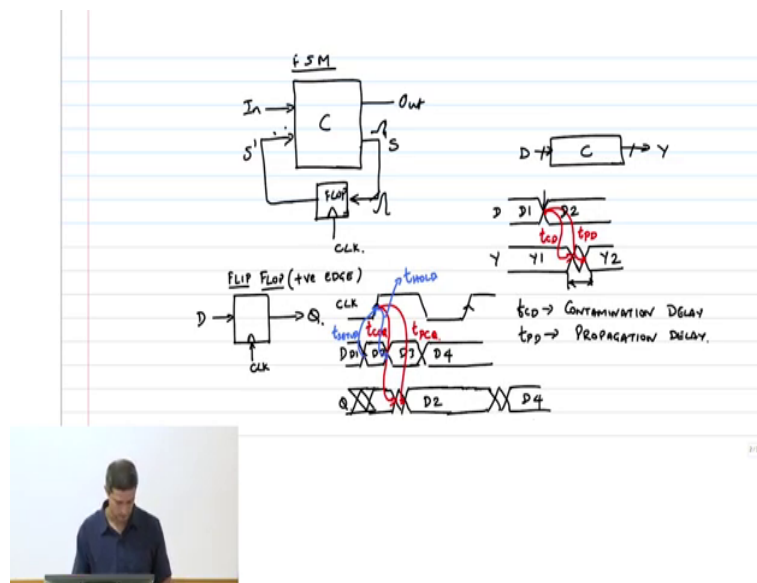 FSM
In
C
Out
S'
S
FLOP
CLK.
D
C
Y
D D1 D2
tCD tPD
Y Y1 Y2
tCD → CONTAMINATION DELAY
tPD → PROPAGATION DELAY.
FLIP FLOP (+ve EDGE)
D
Q.
CLK
tHOLD
CLK
tSETUP tCCQ tPCQ
D D1 D2 D3 D4
Q D2 D4